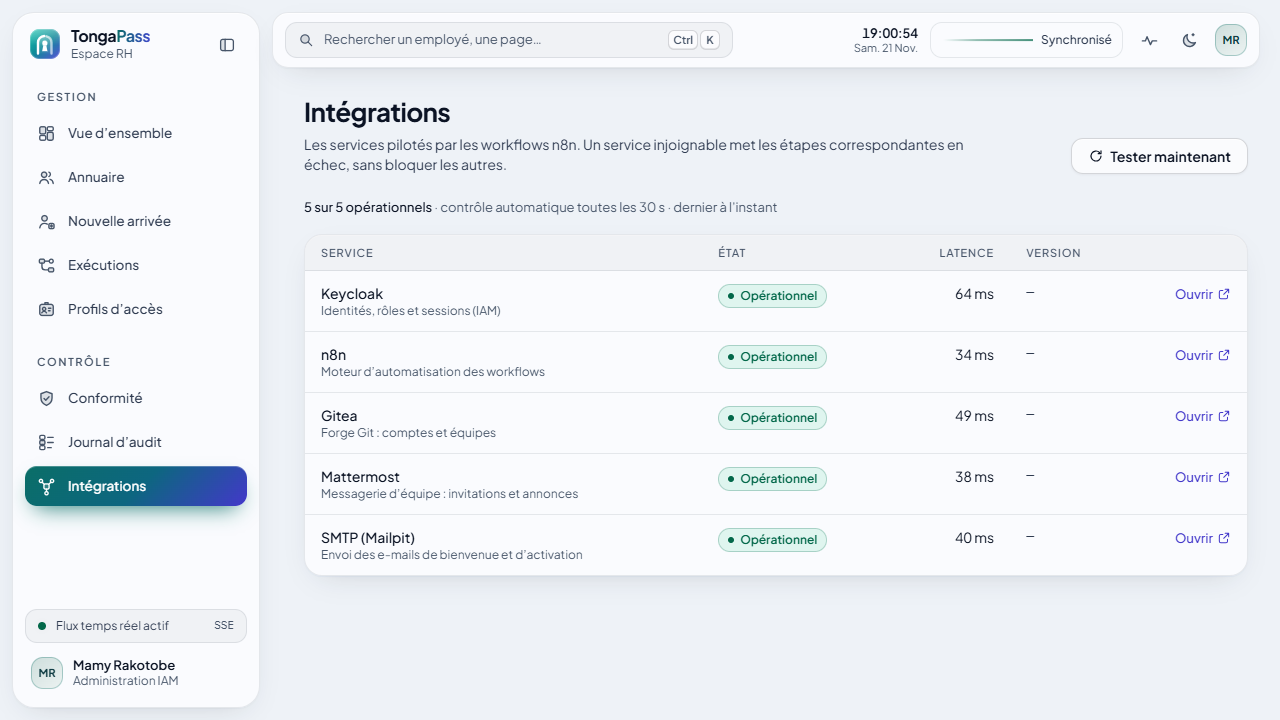 TongaPass
Espace RH
GESTION
Vue d’ensemble
Annuaire
Nouvelle arrivée
Exécutions
Profils d’accès
CONTRÔLE
Conformité
Journal d’audit
Intégrations
Flux temps réel actif SSE
MR Mamy Rakotobe
Administration IAM
Rechercher un employé, une page… Ctrl K
19:00:54
Sam. 21 Nov.
Synchronisé
MR
Intégrations
Les services pilotés par les workflows n8n. Un service injoignable met les étapes correspondantes en
échec, sans bloquer les autres.
Tester maintenant
5 sur 5 opérationnels · contrôle automatique toutes les 30 s · dernier à l’instant
SERVICE ÉTAT LATENCE VERSION
Keycloak Opérationnel 64 ms – Ouvrir
Identités, rôles et sessions (IAM)
n8n Opérationnel 34 ms – Ouvrir
Moteur d’automatisation des workflows
Gitea Opérationnel 49 ms – Ouvrir
Forge Git : comptes et équipes
Mattermost Opérationnel 38 ms – Ouvrir
Messagerie d’équipe : invitations et annonces
SMTP (Mailpit) Opérationnel 40 ms – Ouvrir
Envoi des e-mails de bienvenue et d’activation